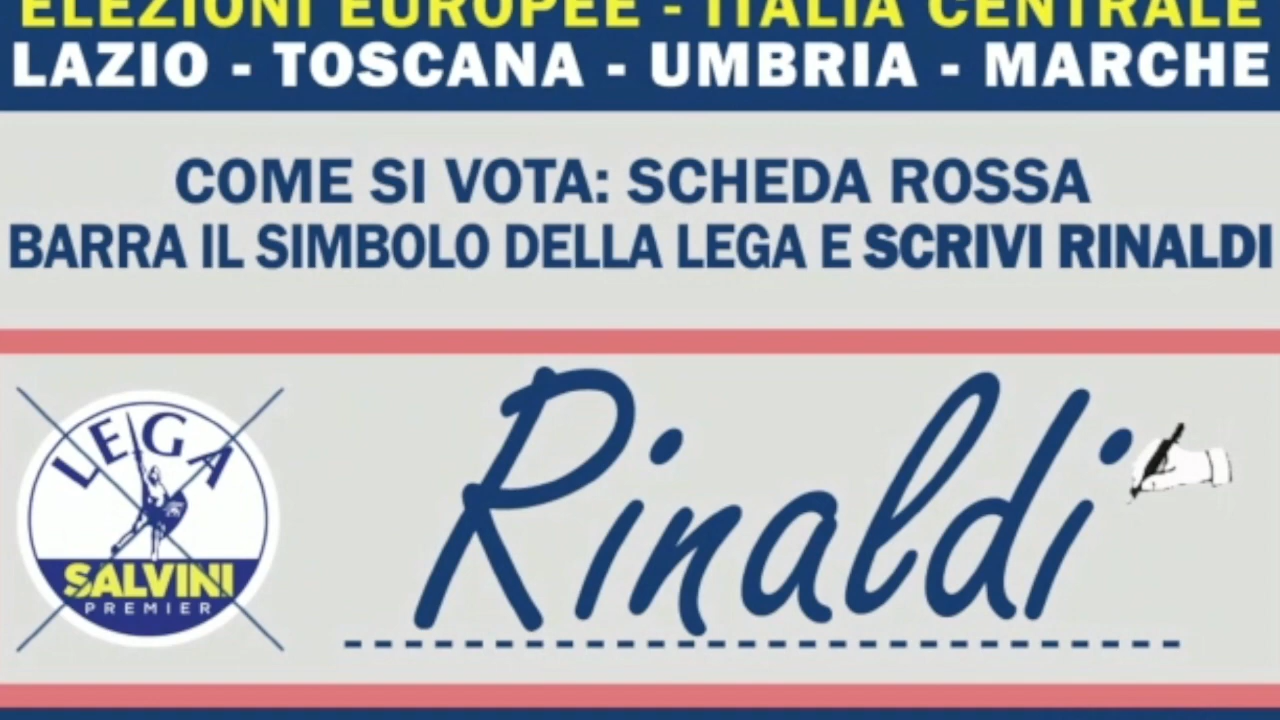 ELEZIONI EUROPEE - ITALIA CENTRALE
LAZIO - TOSCANA - UMBRIA - MARCHE
COME SI VOTA: SCHEDA ROSSA
BARRA IL SIMBOLO DELLA LEGA E SCRIVI RINALDI
LEGA
SALVINI
PREMIER
Rinaldi